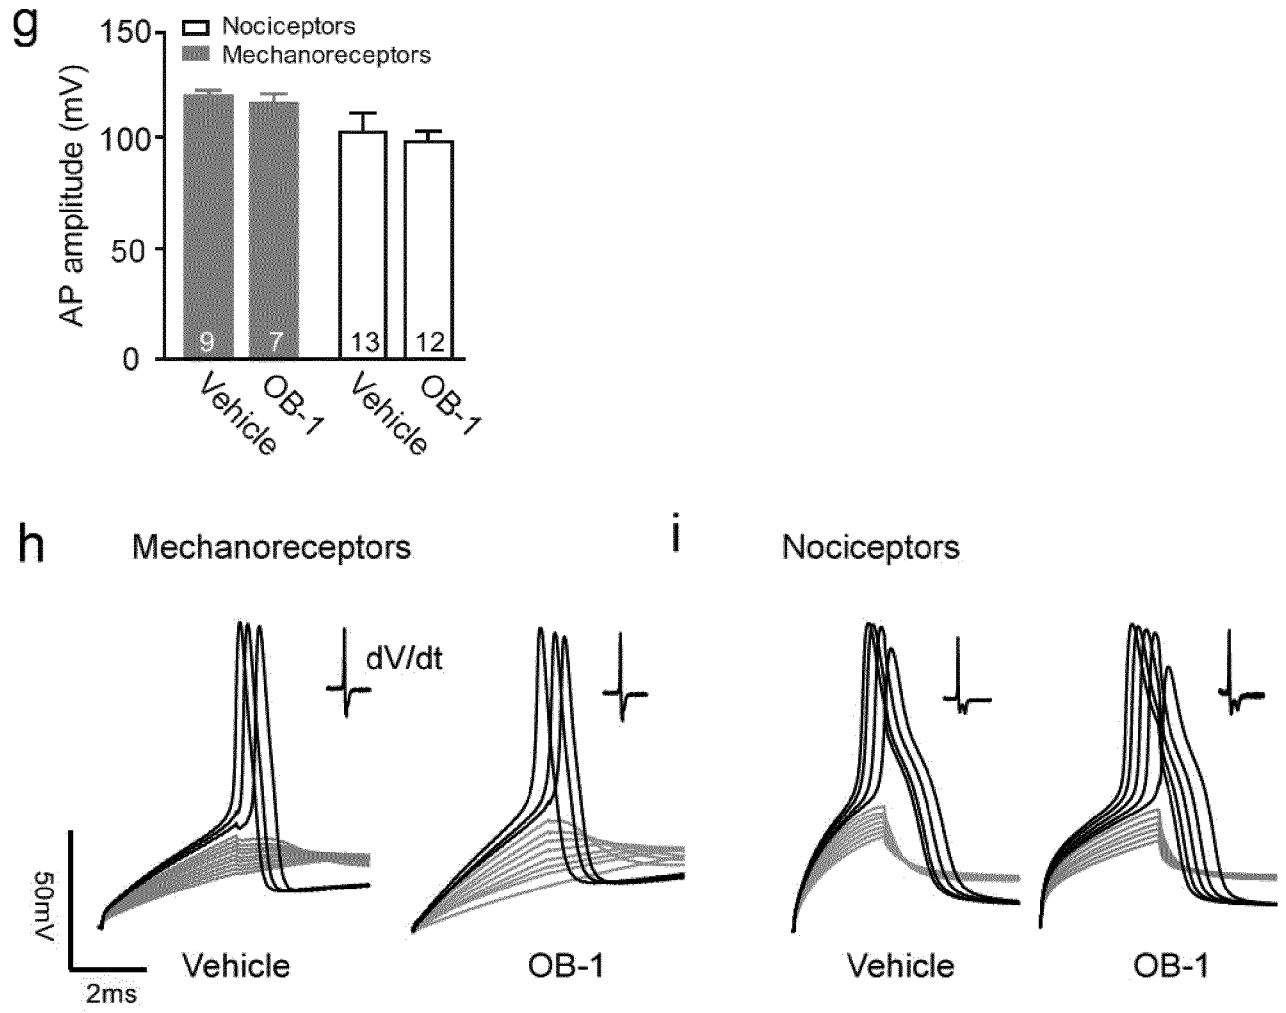 g
150
100
50
0
AP amplitude (mV)
Nociceptors
Mechanoreceptors
9
7
13
12
Vehicle
OB-1
Vehicle
OB-1
h
Mechanoreceptors
dV/dt
50mV
2ms
Vehicle
OB-1
i
Nociceptors
Vehicle
OB-1